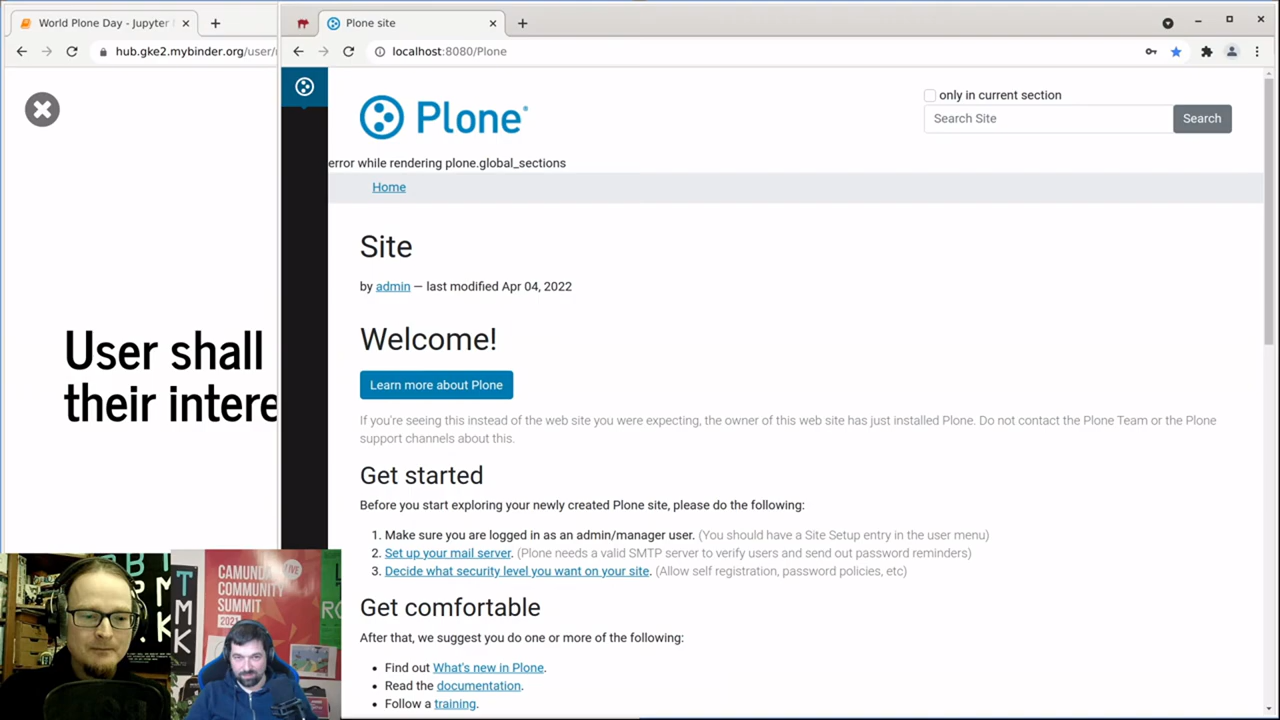 World Plone Day - Jupyter
Plone site
hub.gke2.mybinder.org/user/
localhost:8080/Plone
Plone
only in current section
Search Site
Search
error while rendering plone.global_sections
Home
Site
by admin — last modified Apr 04, 2022
User shall
their intere
Welcome!
Learn more about Plone
If you're seeing this instead of the web site you were expecting, the owner of this web site has just installed Plone. Do not contact the Plone Team or the Plone
support channels about this.
Get started
Before you start exploring your newly created Plone site, please do the following:
1. Make sure you are logged in as an admin/manager user. (You should have a Site Setup entry in the user menu)
2. Set up your mail server. (Plone needs a valid SMTP server to verify users and send out password reminders)
3. Decide what security level you want on your site. (Allow self registration, password policies, etc)
Get comfortable
After that, we suggest you do one or more of the following:
• Find out What's new in Plone.
• Read the documentation.
• Follow a training.
CAMUNDA
COMMUNITY
SUMMIT
LIVE
TMK